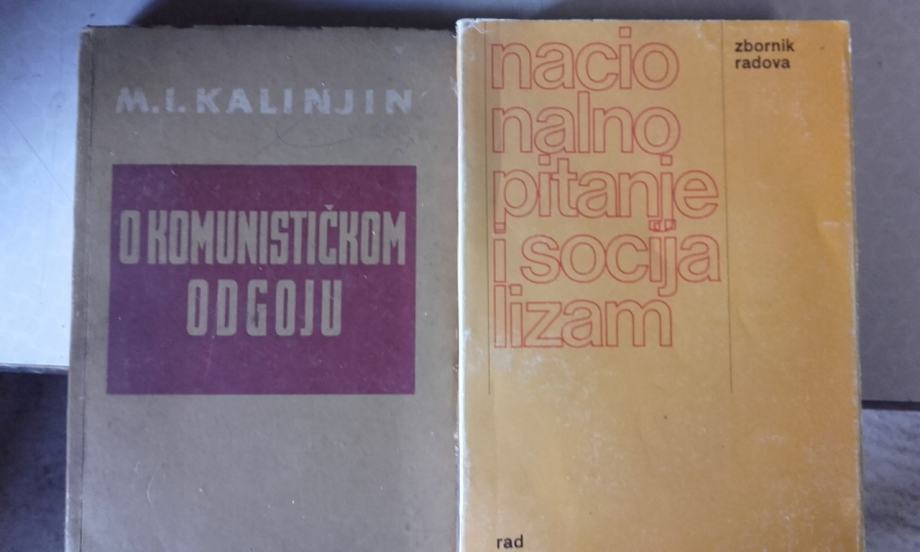 M.I. KALINJIN
O KOMUNISTIČKOM
ODGOJU
nacio
nalno
pitanje
i socija
lizam
zbornik
radova
rad